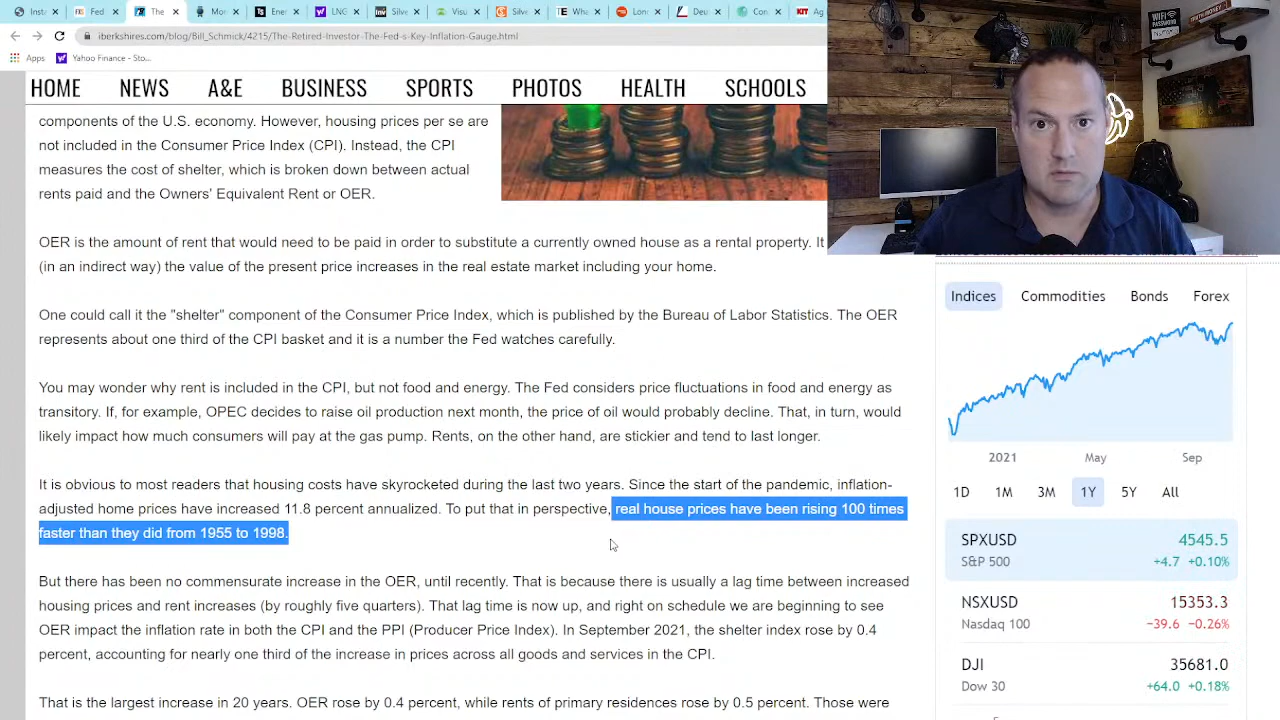 Insta
Fed
The
Mor
Ener
LNG
Silve
Visu
Silve
Wha
Lon
Deu
Con
Ag
iberkshires.com/blog/Bill_Schmick/4215/The-Retired-Investor-The-Fed-s-Key-Inflation-Gauge.html
Apps
Yahoo Finance - Sto...
HOME NEWS A&E BUSINESS SPORTS PHOTOS HEALTH SCHOOLS
components of the U.S. economy. However, housing prices per se are
not included in the Consumer Price Index (CPI). Instead, the CPI
measures the cost of shelter, which is broken down between actual
rents paid and the Owners' Equivalent Rent or OER.
OER is the amount of rent that would need to be paid in order to substitute a currently owned house as a rental property. It
(in an indirect way) the value of the present price increases in the real estate market including your home.
One could call it the "shelter" component of the Consumer Price Index, which is published by the Bureau of Labor Statistics. The OER
represents about one third of the CPI basket and it is a number the Fed watches carefully.
You may wonder why rent is included in the CPI, but not food and energy. The Fed considers price fluctuations in food and energy as
transitory. If, for example, OPEC decides to raise oil production next month, the price of oil would probably decline. That, in turn, would
likely impact how much consumers will pay at the gas pump. Rents, on the other hand, are stickier and tend to last longer.
It is obvious to most readers that housing costs have skyrocketed during the last two years. Since the start of the pandemic, inflation-
adjusted home prices have increased 11.8 percent annualized. To put that in perspective, real house prices have been rising 100 times
faster than they did from 1955 to 1998.
But there has been no commensurate increase in the OER, until recently. That is because there is usually a lag time between increased
housing prices and rent increases (by roughly five quarters). That lag time is now up, and right on schedule we are beginning to see
OER impact the inflation rate in both the CPI and the PPI (Producer Price Index). In September 2021, the shelter index rose by 0.4
percent, accounting for nearly one third of the increase in prices across all goods and services in the CPI.
That is the largest increase in 20 years. OER rose by 0.4 percent, while rents of primary residences rose by 0.5 percent. Those were
WIFI
PASSWORD
Indices Commodities Bonds Forex
2021 May Sep
1D 1M 3M 1Y 5Y All
SPXUSD 4545.5
S&P 500 +4.7 +0.10%
NSXUSD 15353.3
Nasdaq 100 −39.6 −0.26%
DJI 35681.0
Dow 30 +64.0 +0.18%